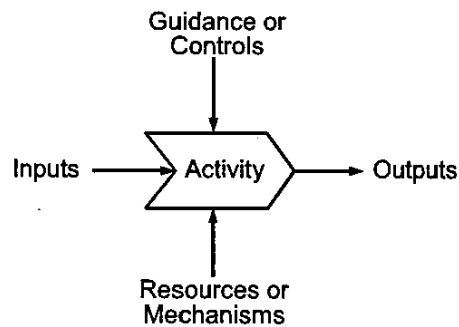 Guidance or
Controls
Inputs
Activity
Outputs
Resources or
Mechanisms